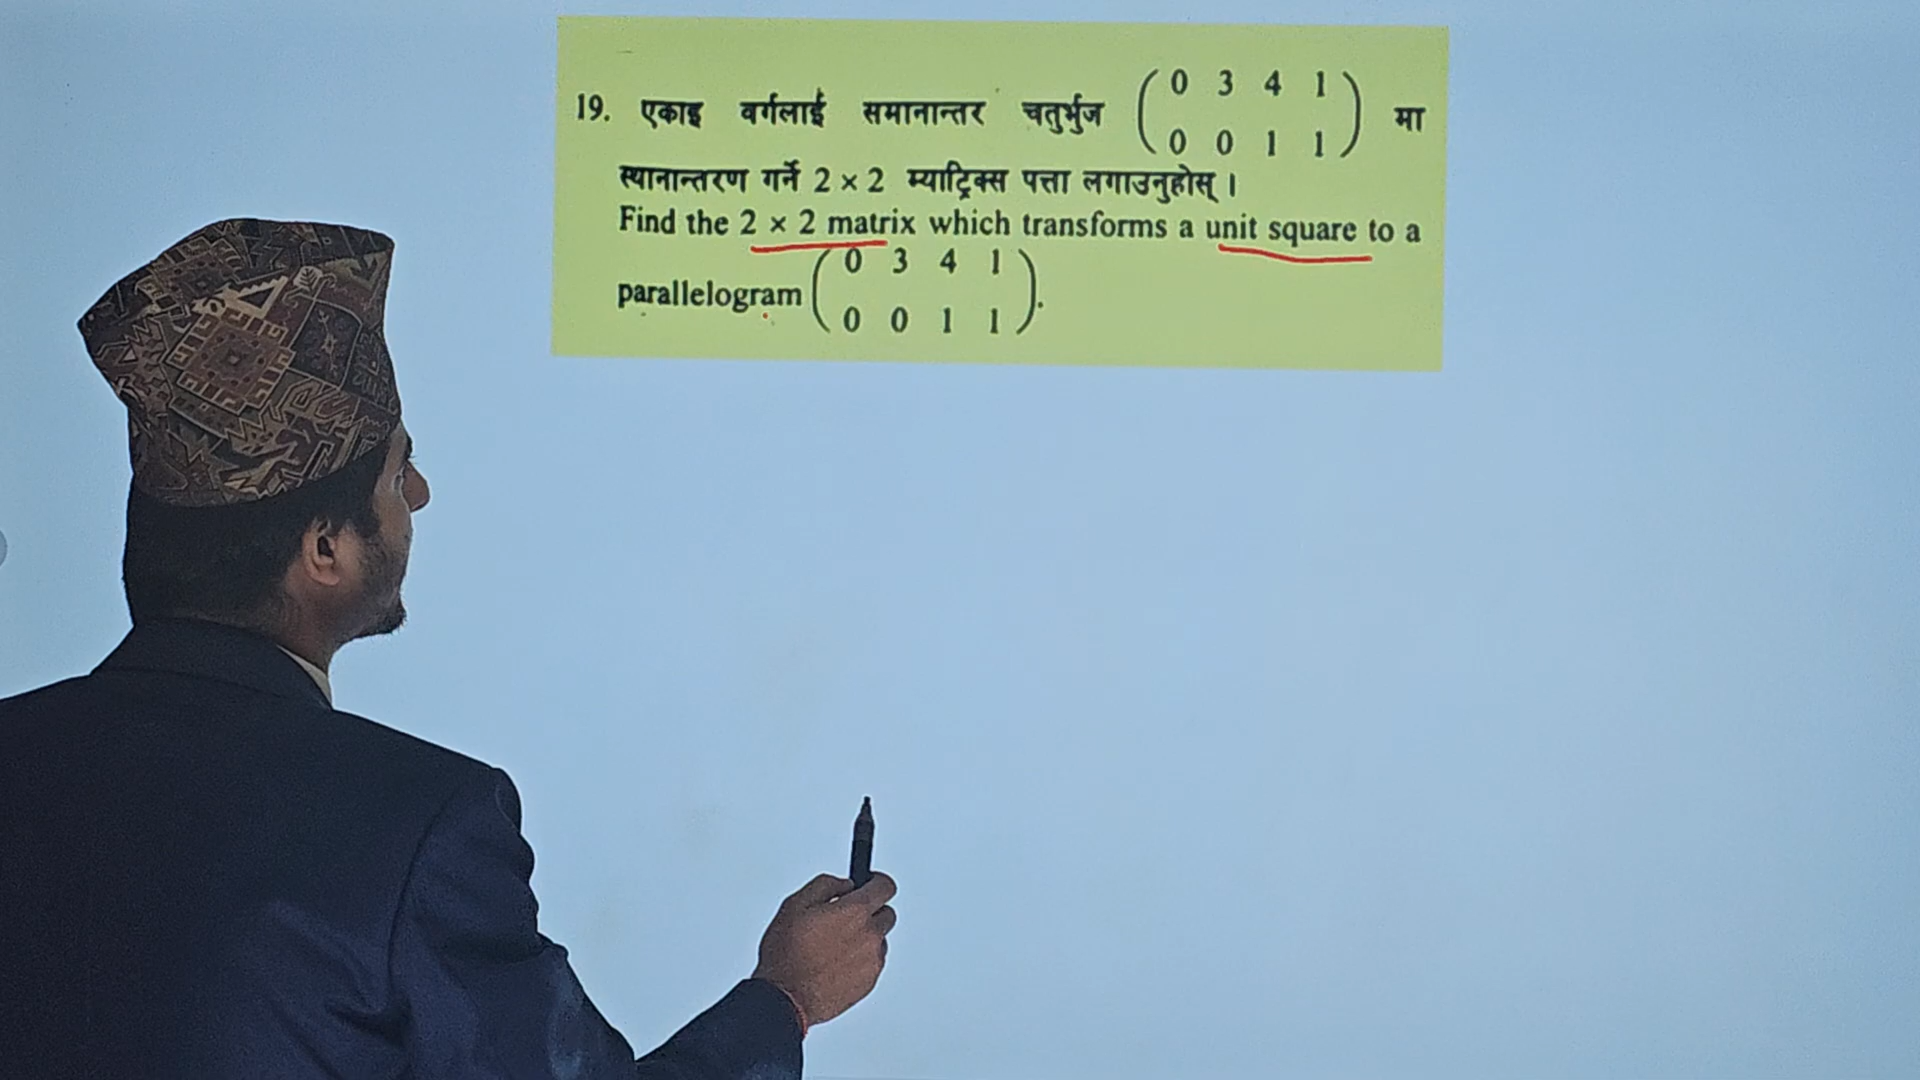 19. एकाइ वर्गलाई समानान्तर चतुर्भुज ( 0 3 4 1 ) मा
0 0 1 1
स्थानान्तरण गर्ने 2 × 2 म्याट्रिक्स पत्ता लगाउनुहोस् ।
Find the 2 × 2 matrix which transforms a unit square to a
parallelogram ( 0 3 4 1 ).
0 0 1 1